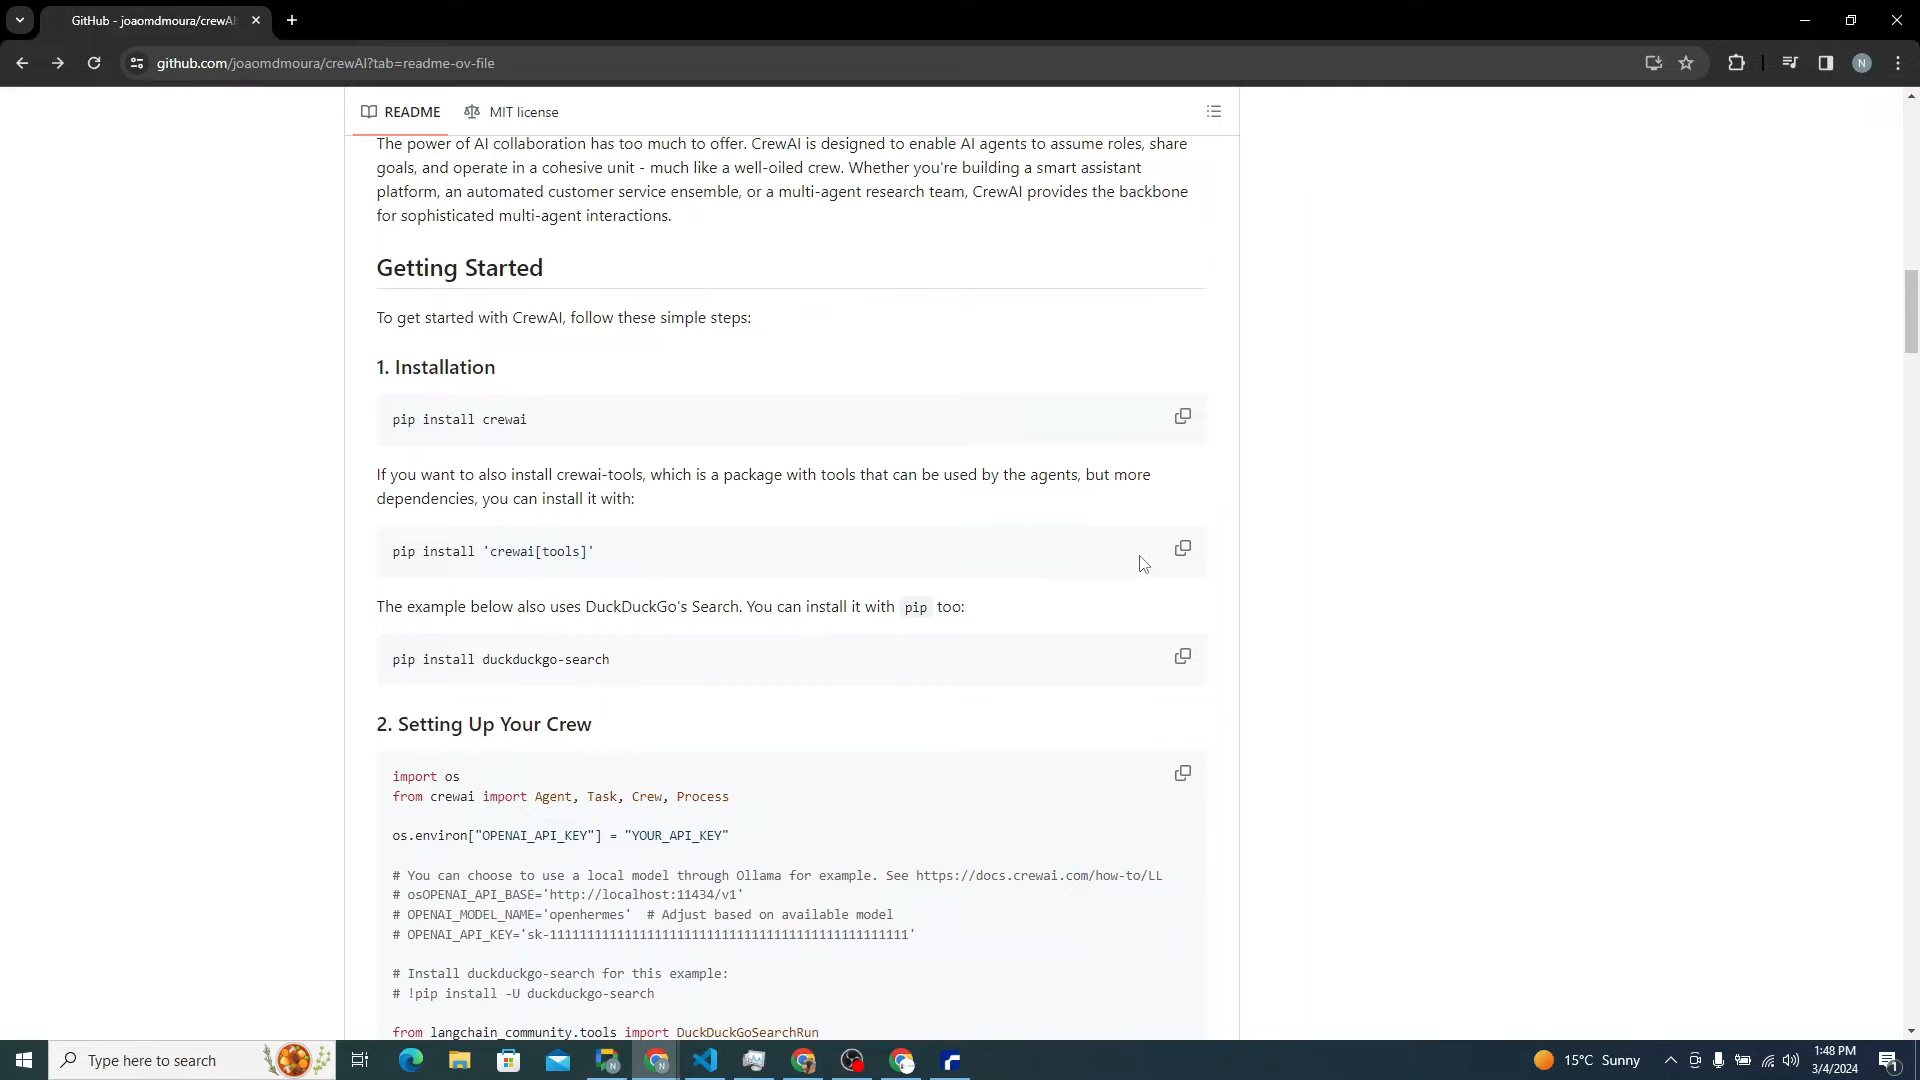 GitHub - joaomdmoura/crewAI
github.com/joaomdmoura/crewAI?tab=readme-ov-file
N
README
MIT license
The power of AI collaboration has too much to offer. CrewAI is designed to enable AI agents to assume roles, share
goals, and operate in a cohesive unit - much like a well-oiled crew. Whether you're building a smart assistant
platform, an automated customer service ensemble, or a multi-agent research team, CrewAI provides the backbone
for sophisticated multi-agent interactions.
Getting Started
To get started with CrewAI, follow these simple steps:
1. Installation
pip install crewai
If you want to also install crewai-tools, which is a package with tools that can be used by the agents, but more
dependencies, you can install it with:
pip install 'crewai[tools]'
The example below also uses DuckDuckGo's Search. You can install it with pip too:
pip install duckduckgo-search
2. Setting Up Your Crew
import os
from crewai import Agent, Task, Crew, Process
os.environ["OPENAI_API_KEY"] = "YOUR_API_KEY"
# You can choose to use a local model through Ollama for example. See https://docs.crewai.com/how-to/LL
# osOPENAI_API_BASE='http://localhost:11434/v1'
# OPENAI_MODEL_NAME='openhermes'  # Adjust based on available model
# OPENAI_API_KEY='sk-111111111111111111111111111111111111111111111111'
# Install duckduckgo-search for this example:
# !pip install -U duckduckgo-search
from langchain_community.tools import DuckDuckGoSearchRun
Type here to search
15°C Sunny
1:48 PM
3/4/2024
1